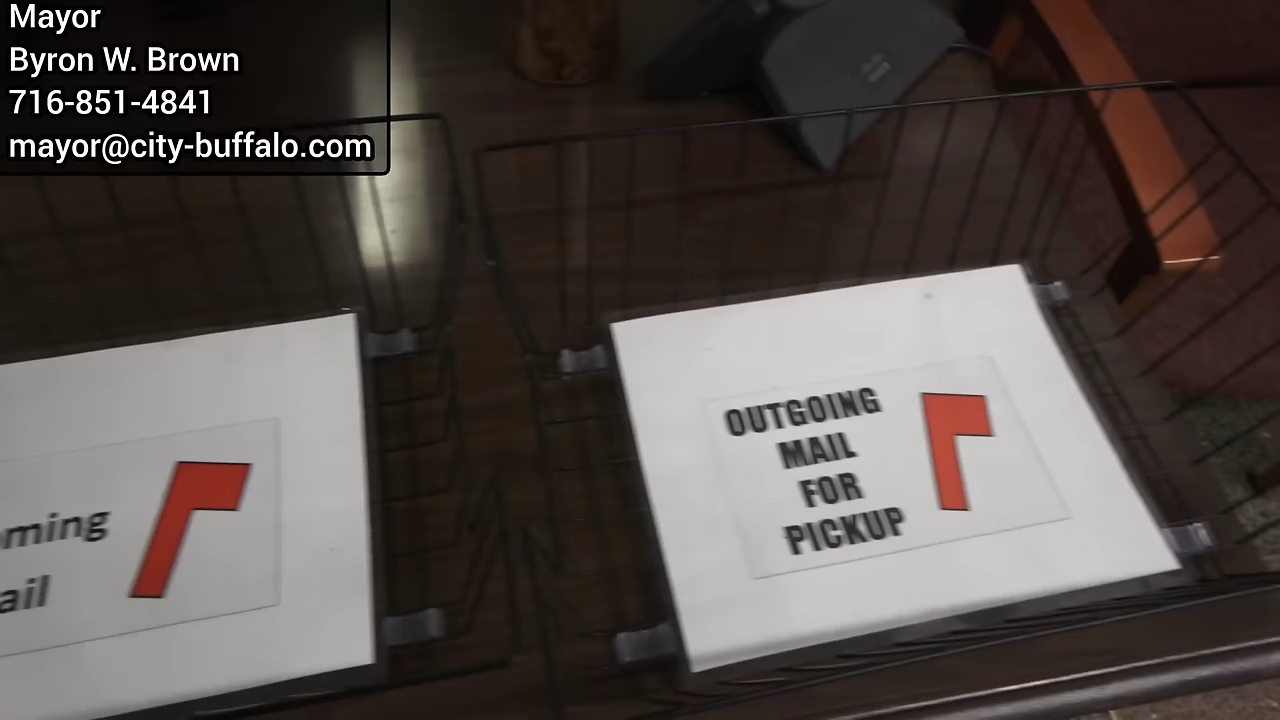 Mayor
Byron W. Brown
716-851-4841
mayor@city-buffalo.com
OUTGOING
MAIL
FOR
PICKUP
oming
ail